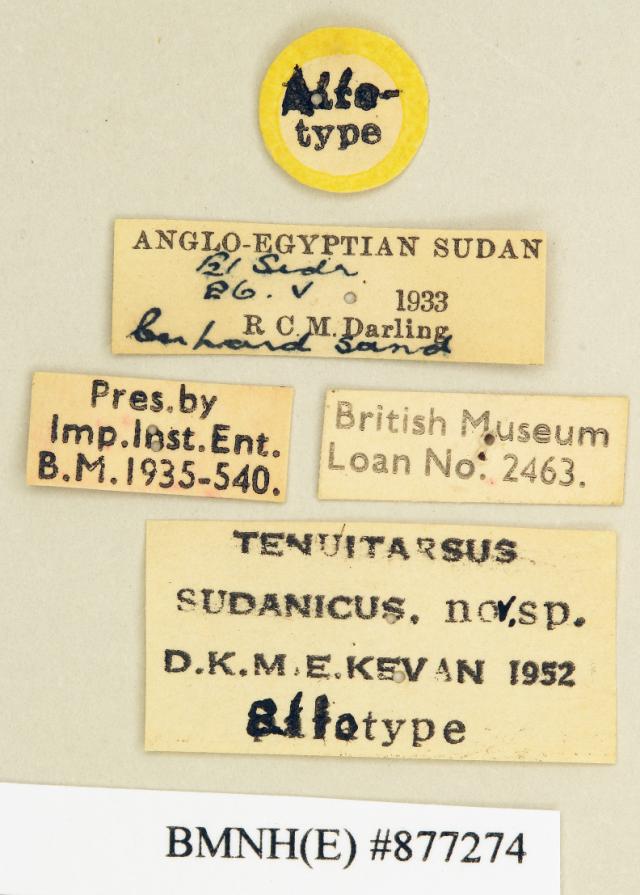 Allo-
type
ANGLO-EGYPTIAN SUDAN
El Sidr
26. V 1933
R C. M. Darling
on hard sand
Pres. by
Imp. Inst. Ent.
B.M. 1935-540.
British Museum
Loan No. 2463.
TENUITARSUS
SUDANICUS. nov. sp.
D.K.M.E. KEVAN 1952
allotype
BMNH(E) #877274